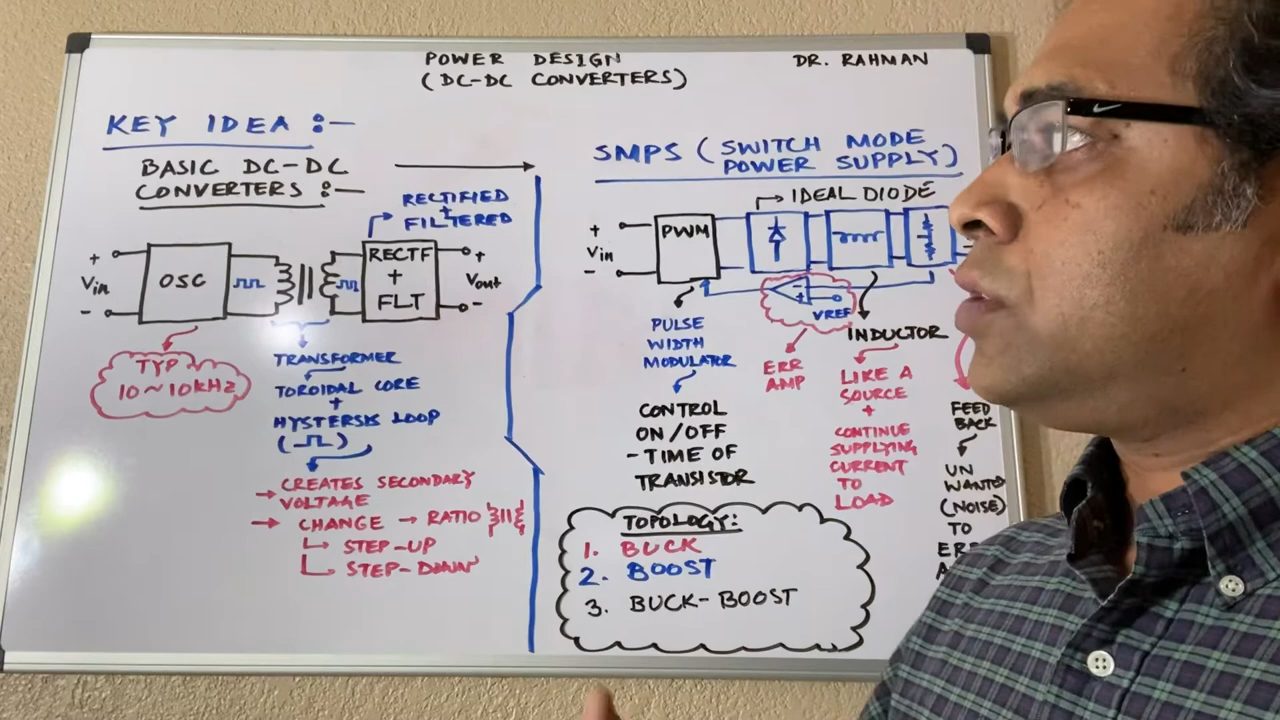 POWER DESIGN
(DC-DC CONVERTERS)
DR. RAHMAN
KEY IDEA :-
BASIC DC-DC
CONVERTERS :-
RECTIFIED
+
FILTERED
+
Vin
-
OSC
RECTF
+
FLT
+
Vout
-
TYP
10 ~ 10kHz
TRANSFORMER
TOROIDAL CORE
+
HYSTERSIS LOOP
( )
→ CREATES SECONDARY
VOLTAGE
→ CHANGE → RATIO
STEP-UP
STEP-DOWN
SMPS (SWITCH MODE
POWER SUPPLY)
IDEAL DIODE
+
Vin
-
PWM
- +
VREF
PULSE
WIDTH
MODULATOR
CONTROL
ON/OFF
-TIME OF
TRANSISTOR
ERR
AMP
INDUCTOR
LIKE A
SOURCE
+
CONTINUE
SUPPLYING
CURRENT
TO
LOAD
FEED
BACK
UN
WANTED
(NOISE)
TO
TOPOLOGY:
1. BUCK
2. BOOST
3. BUCK-BOOST